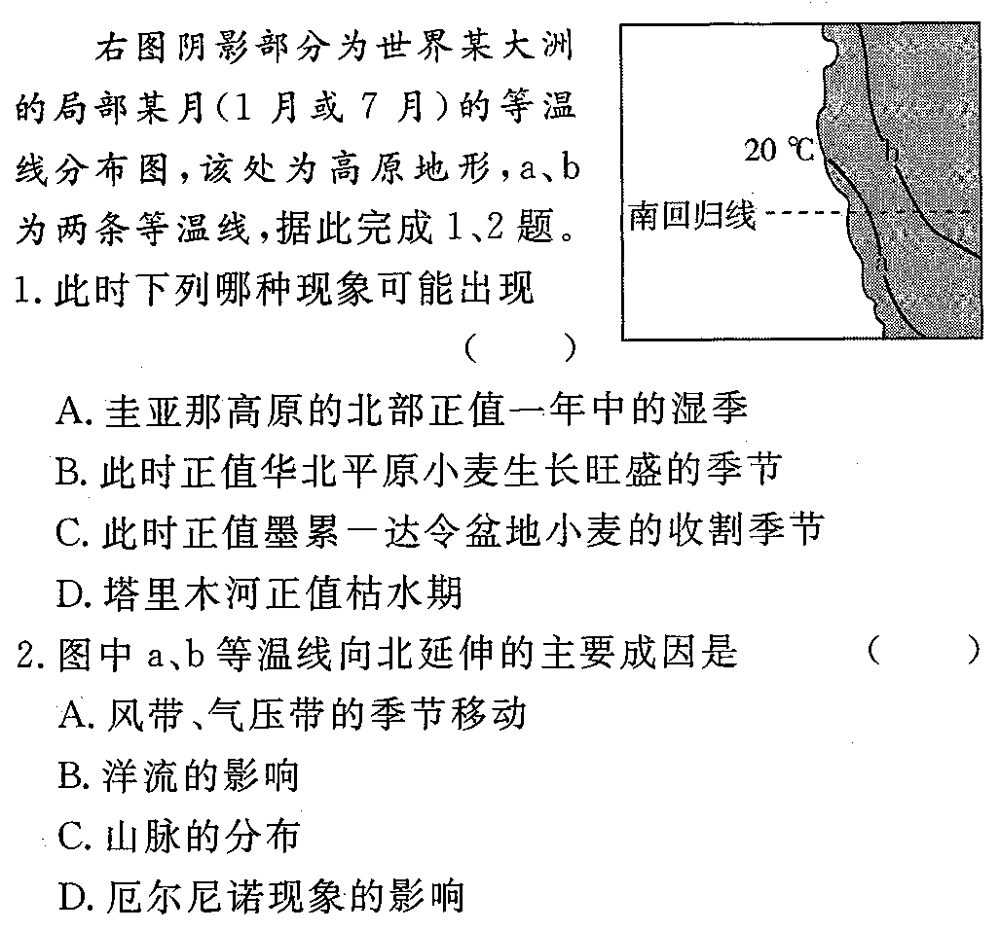 右图阴影部分为世界某大洲
的局部某月(1月或7月)的等温
线分布图,该处为高原地形,a、b
为两条等温线,据此完成1、2题。
20 ℃
b
南回归线
a
1. 此时下列哪种现象可能出现
( )
A. 圭亚那高原的北部正值一年中的湿季
B. 此时正值华北平原小麦生长旺盛的季节
C. 此时正值墨累－达令盆地小麦的收割季节
D. 塔里木河正值枯水期
2. 图中a、b等温线向北延伸的主要成因是 ( )
A. 风带、气压带的季节移动
B. 洋流的影响
C. 山脉的分布
D. 厄尔尼诺现象的影响